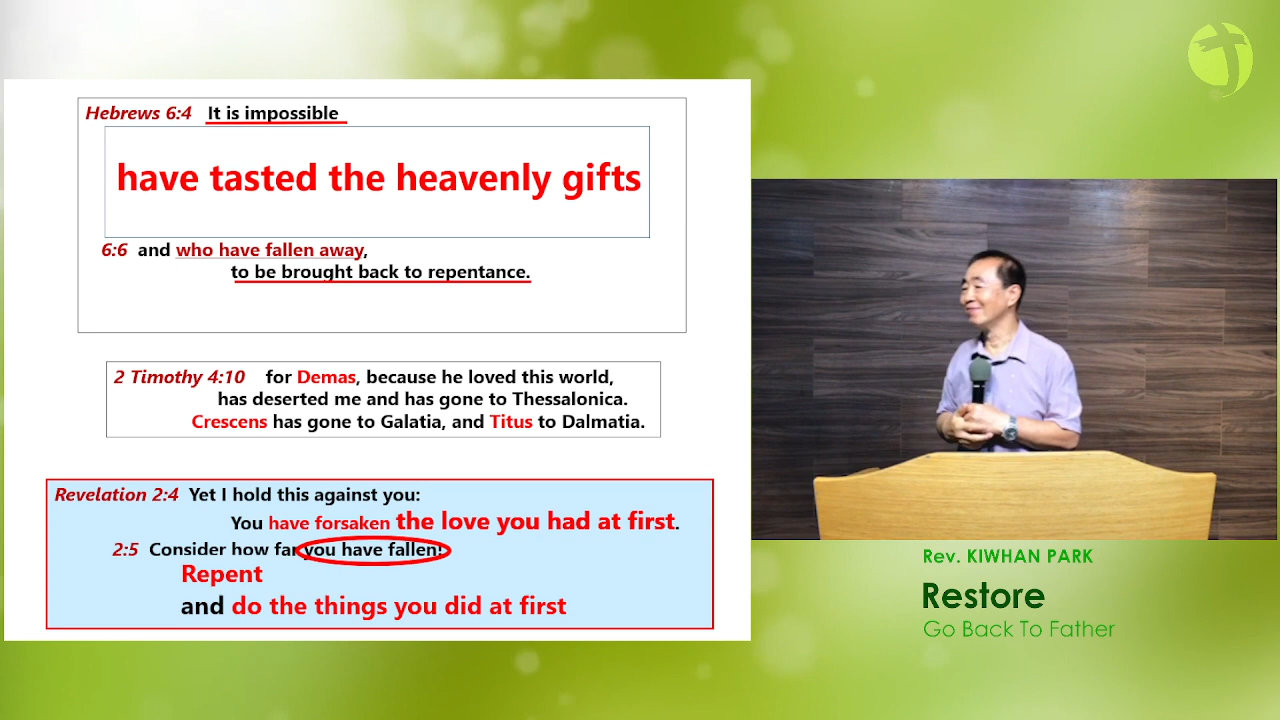 Hebrews 6:4 It is impossible
have tasted the heavenly gifts
6:6 and who have fallen away,
to be brought back to repentance.
2 Timothy 4:10 for Demas, because he loved this world,
has deserted me and has gone to Thessalonica.
Crescens has gone to Galatia, and Titus to Dalmatia.
Revelation 2:4 Yet I hold this against you:
You have forsaken the love you had at first.
2:5 Consider how far you have fallen!
Repent
and do the things you did at first
Rev. KIWHAN PARK
Restore
Go Back To Father